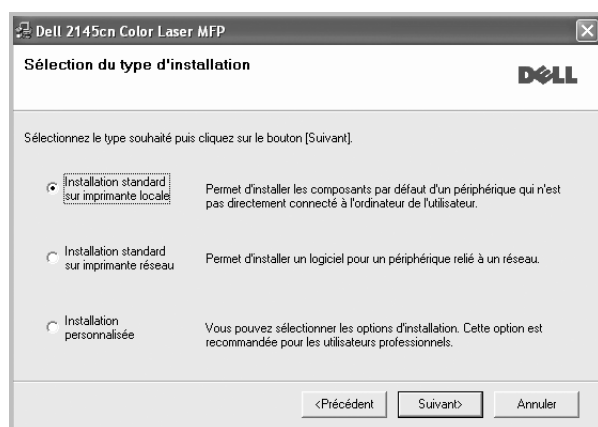 Dell 2145cn Color Laser MFP
Sélection du type d'installation
DELL
Sélectionnez le type souhaité puis cliquez sur le bouton [Suivant].
Installation standard
sur imprimante locale
Permet d'installer les composants par défaut d'un périphérique qui n'est
pas directement connecté à l'ordinateur de l'utilisateur.
Installation standard
sur imprimante réseau
Permet d'installer un logiciel pour un périphérique relié à un réseau.
Installation
personnalisée
Vous pouvez sélectionner les options d'installation. Cette option est
recommandée pour les utilisateurs professionnels.
<Précédent
Suivant>
Annuler